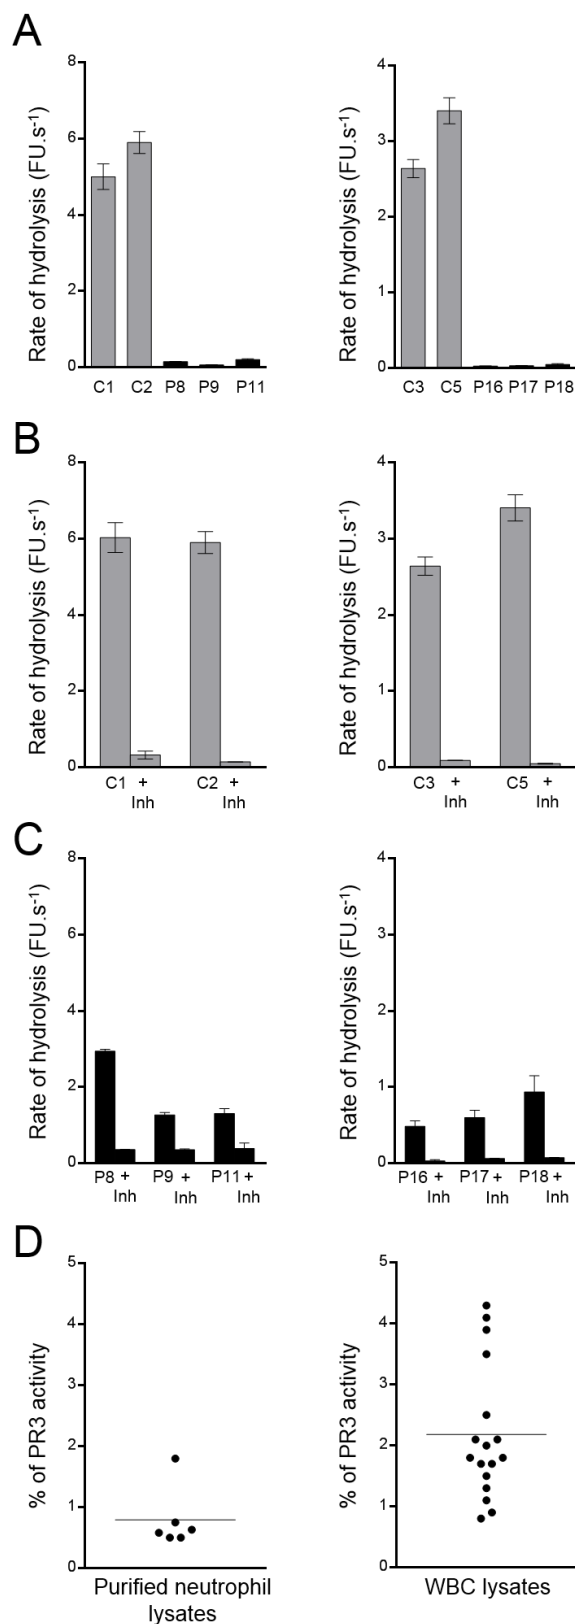 A
Rate of hydrolysis (FU.s⁻¹)
8
6
4
2
0
C1 C2 P8 P9 P11
Rate of hydrolysis (FU.s⁻¹)
4
3
2
1
0
C3 C5 P16 P17 P18
B
Rate of hydrolysis (FU.s⁻¹)
8
6
4
2
0
C1 + C2 +
Inh Inh
Rate of hydrolysis (FU.s⁻¹)
4
3
2
1
0
C3 + C5 +
Inh Inh
C
Rate of hydrolysis (FU.s⁻¹)
8
6
4
2
0
P8 + P9 + P11 +
Inh Inh Inh
Rate of hydrolysis (FU.s⁻¹)
4
3
2
1
0
P16 + P17 + P18 +
Inh Inh Inh
D
% of PR3 activity
5
4
3
2
1
0
Purified neutrophil
lysates
% of PR3 activity
5
4
3
2
1
0
WBC lysates